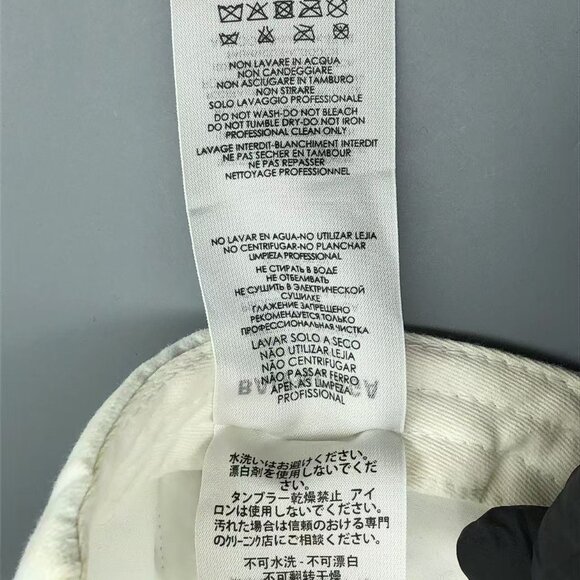 NON LAVARE IN ACQUA
NON CANDEGGIARE
NON ASCIUGARE IN TAMBURO
NON STIRARE
SOLO LAVAGGIO PROFESSIONALE
DO NOT WASH-DO NOT BLEACH
DO NOT TUMBLE DRY-DO NOT IRON
PROFESSIONAL CLEAN ONLY
LAVAGE INTERDIT-BLANCHIMENT INTERDIT
NE PAS SECHER EN TAMBOUR
NE PAS REPASSER
NETTOYAGE PROFESSIONNEL
NO LAVAR EN AGUA-NO UTILIZAR LEJIA
NO CENTRIFUGAR-NO PLANCHAR
LIMPIEZA PROFESSIONAL
НЕ СТИРАТЬ В ВОДЕ
НЕ ОТБЕЛИВАТЬ
НЕ СУШИТЬ В ЭЛЕКТРИЧЕСКОЙ
СУШИЛКЕ
ГЛАЖЕНИЕ ЗАПРЕЩЕНО
РЕКОМЕНДУЕТСЯ ТОЛЬКО
ПРОФЕССИОНАЛЬНАЯ ЧИСТКА
LAVAR SOLO A SECO
NÃO UTILIZAR LEJIA
NÃO CENTRIFUGAR
NÃO PASSAR FERRO
APENAS LIMPEZA
PROFISSIONAL
水洗いはお避けください。
漂白剤を使用しないでくだ
さい。
タンブラー乾燥禁止 アイ
ロンは使用しないでください。
汚れた場合は信頼のおける専門
のクリーニング店にご相談ください。
不可水洗 - 不可漂白
不可翻转干燥